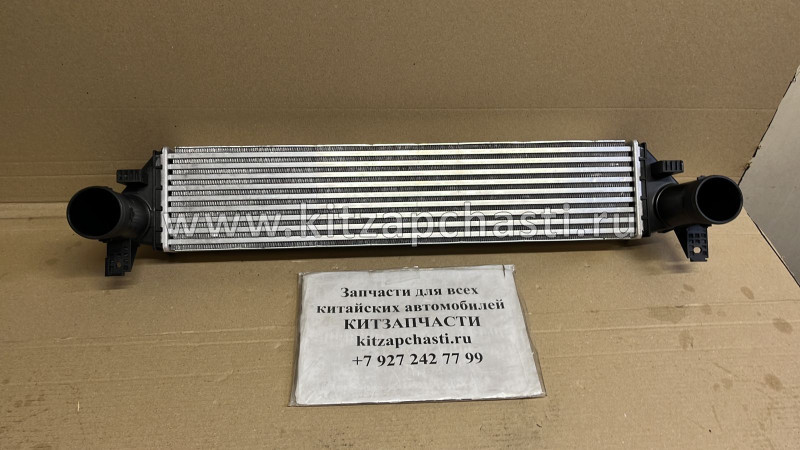 www.kitzapchasti.ru
Запчасти для всех
китайских автомобилей
КИТЗАПЧАСТИ
kitzapchasti.ru
+7 927 242 77 99